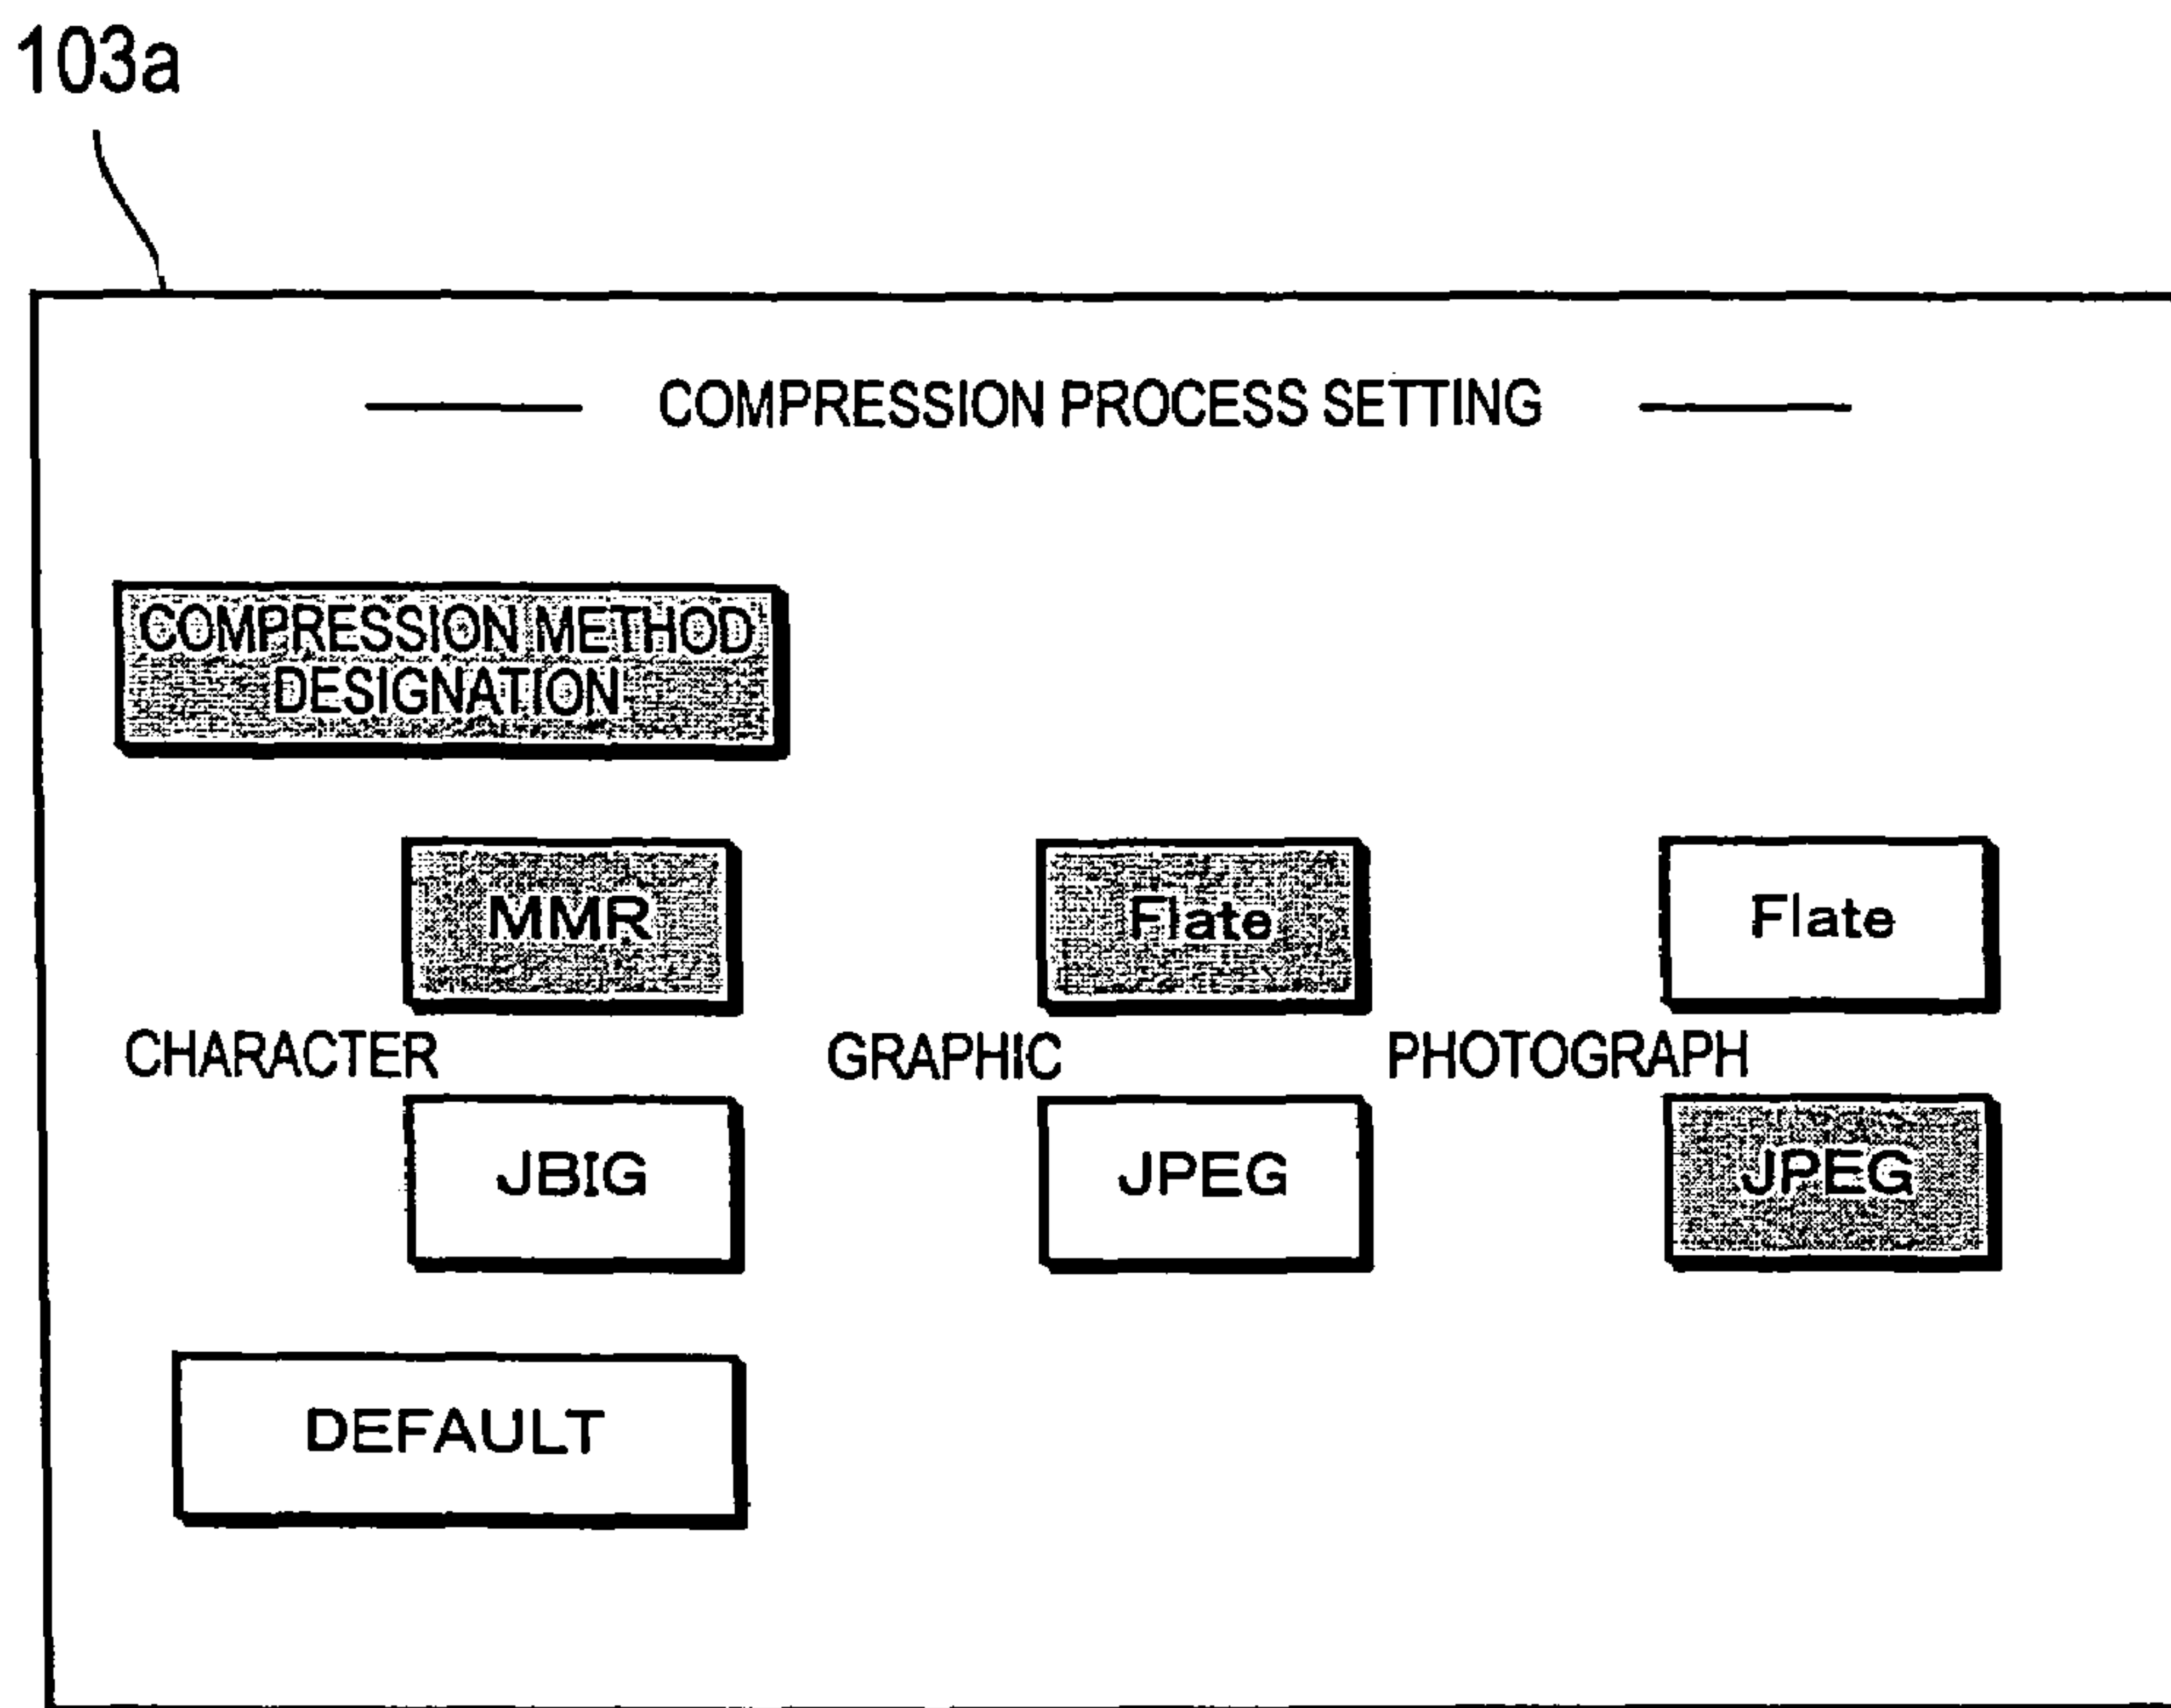 103a
COMPRESSION PROCESS SETTING
COMPRESSION METHOD
DESIGNATION
MMR Flate Flate
CHARACTER GRAPHIC PHOTOGRAPH
JBIG JPEG JPEG
DEFAULT